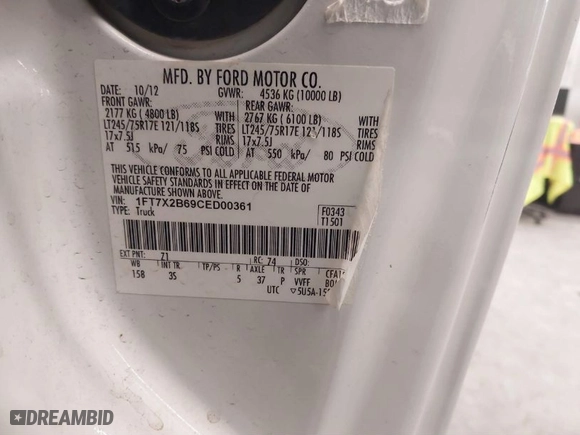 MFD. BY FORD MOTOR CO.
DATE: 10/12 GVWR: 4536 KG (10000 LB)
FRONT GAWR: REAR GAWR:
2177 KG ( 4800 LB) WITH 2767 KG ( 6100 LB) WITH
LT245/75R17E 121/118S TIRES LT245/75R17E 121/118S TIRES
17x7.5J RIMS 17x7.5J RIMS
AT 515 kPa/ 75 PSI COLD AT 550 kPa/ 80 PSI COLD
THIS VEHICLE CONFORMS TO ALL APPLICABLE FEDERAL MOTOR
VEHICLE SAFETY STANDARDS IN EFFECT ON THE DATE OF
MANUFACTURE SHOWN ABOVE.
VIN: 1FT7X2B69CED00361
TYPE: Truck
F0343
T1501
EXT PNT: Z1 RC: 74 DSO:
WB INT TR. TP/PS R AXLE TR SPR
158 3S 5 37 P VVFF
UTC
DREAMBID